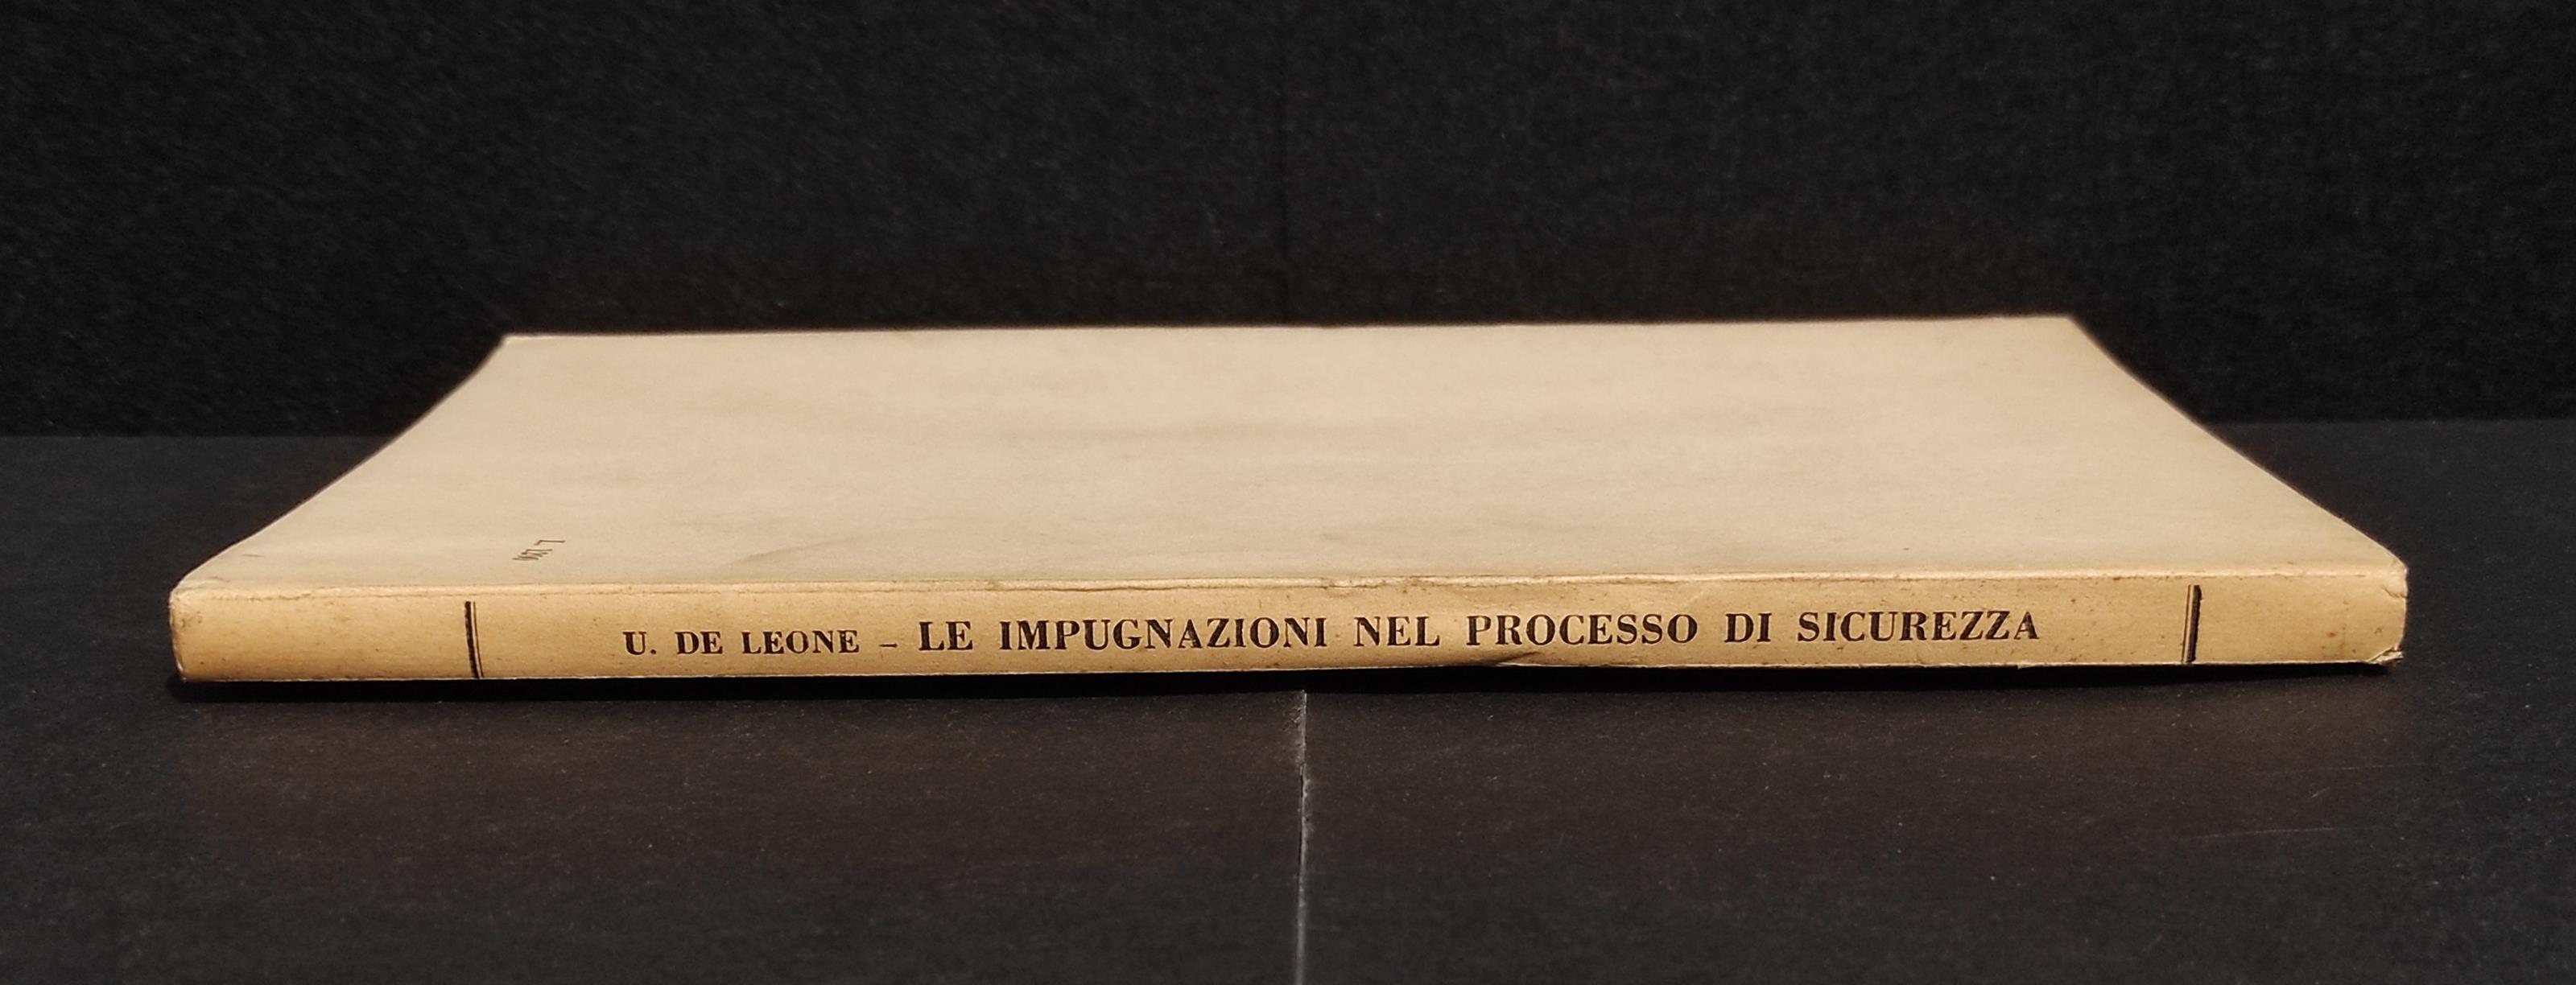 U. DE LEONE – LE IMPUGNAZIONI NEL PROCESSO DI SICUREZZA